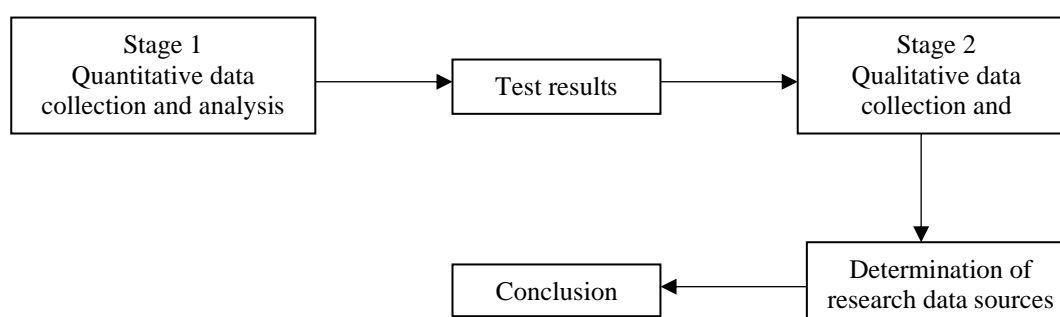 Stage 1
Quantitative data
collection and analysis
Test results
Stage 2
Qualitative data
collection and
Determination of
research data sources
Conclusion